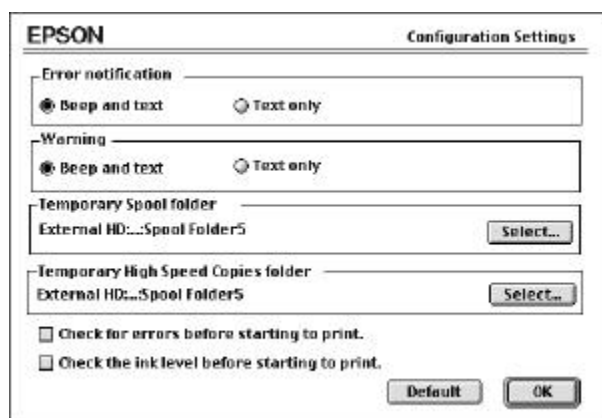 EPSON Configuration Settings
Error notification
Beep and text Text only
Warning
Beep and text Text only
Temporary Spool folder
External HD:...:Spool Folder5 Select...
Temporary High Speed Copies folder
External HD:...:Spool Folder5 Select...
Check for errors before starting to print.
Check the ink level before starting to print.
Default OK